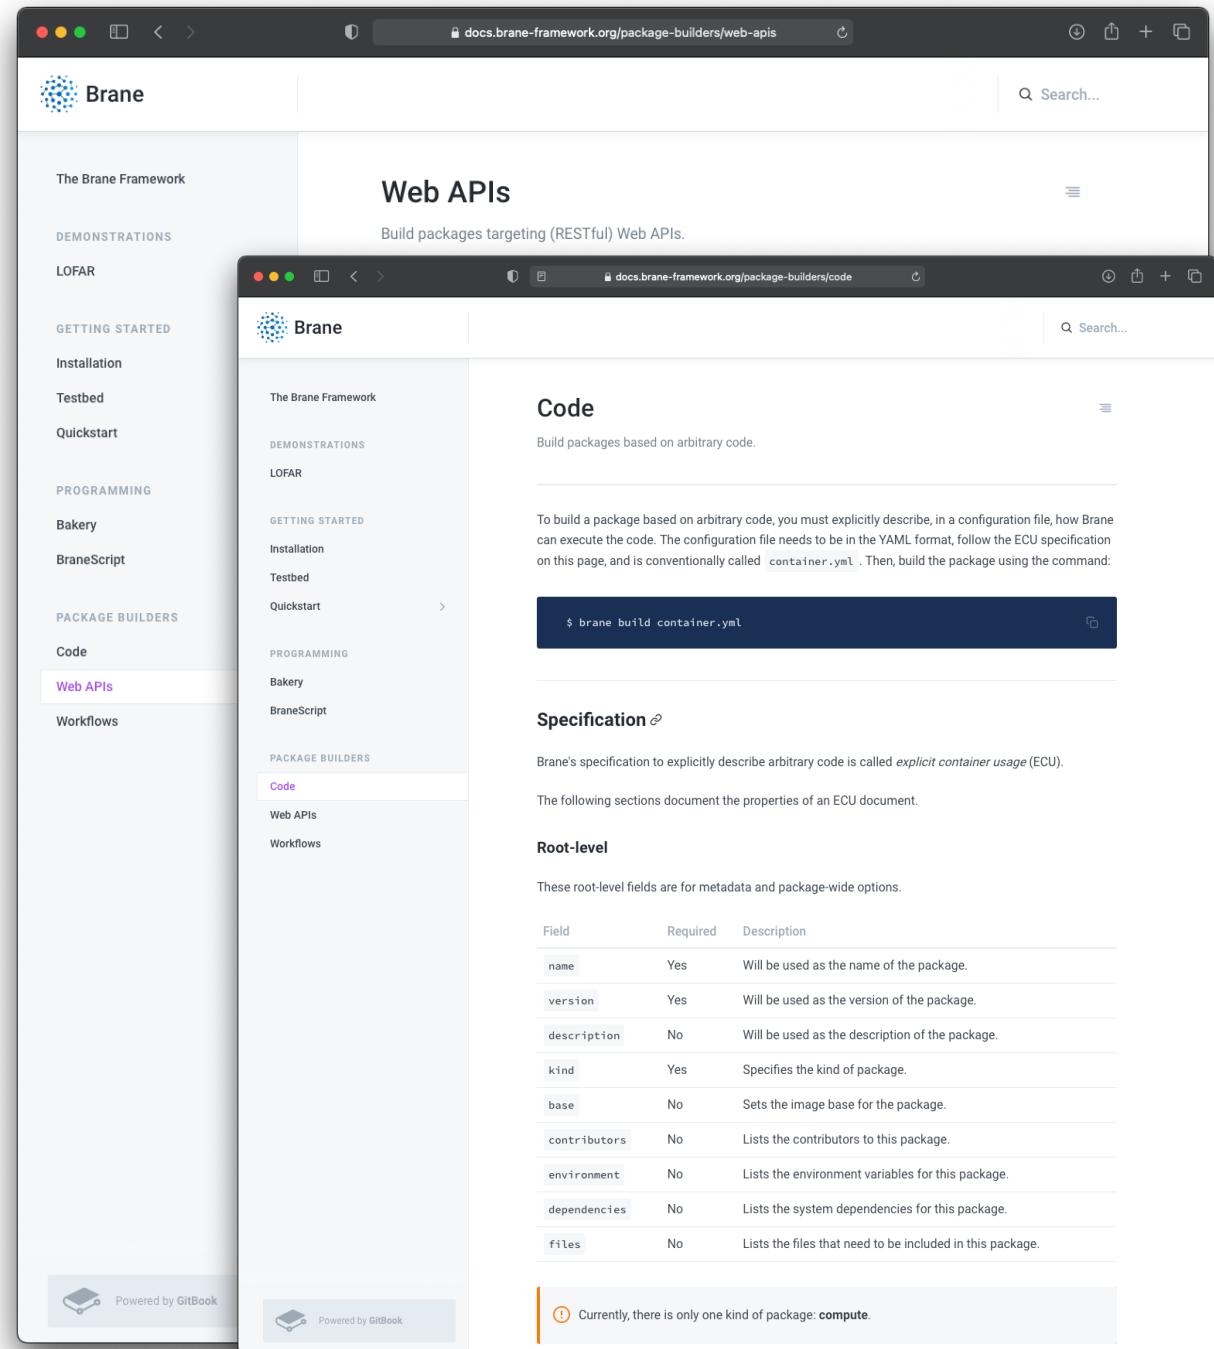 docs.brane-framework.org/package-builders/web-apis
Brane
Search...
The Brane Framework
DEMONSTRATIONS
LOFAR
GETTING STARTED
Installation
Testbed
Quickstart
PROGRAMMING
Bakery
BraneScript
PACKAGE BUILDERS
Code
Web APIs
Workflows
Powered by GitBook
Web APIs
Build packages targeting (RESTful) Web APIs.
docs.brane-framework.org/package-builders/code
Brane
Search...
The Brane Framework
DEMONSTRATIONS
LOFAR
GETTING STARTED
Installation
Testbed
Quickstart
PROGRAMMING
Bakery
BraneScript
PACKAGE BUILDERS
Code
Web APIs
Workflows
Powered by GitBook
Code
Build packages based on arbitrary code.
To build a package based on arbitrary code, you must explicitly describe, in a configuration file, how Brane
can execute the code. The configuration file needs to be in the YAML format, follow the ECU specification
on this page, and is conventionally called container.yml . Then, build the package using the command:
$ brane build container.yml
Specification
Brane's specification to explicitly describe arbitrary code is called explicit container usage (ECU).
The following sections document the properties of an ECU document.
Root-level
These root-level fields are for metadata and package-wide options.
Field Required Description
name Yes Will be used as the name of the package.
version Yes Will be used as the version of the package.
description No Will be used as the description of the package.
kind Yes Specifies the kind of package.
base No Sets the image base for the package.
contributors No Lists the contributors to this package.
environment No Lists the environment variables for this package.
dependencies No Lists the system dependencies for this package.
files No Lists the files that need to be included in this package.
Currently, there is only one kind of package: compute.